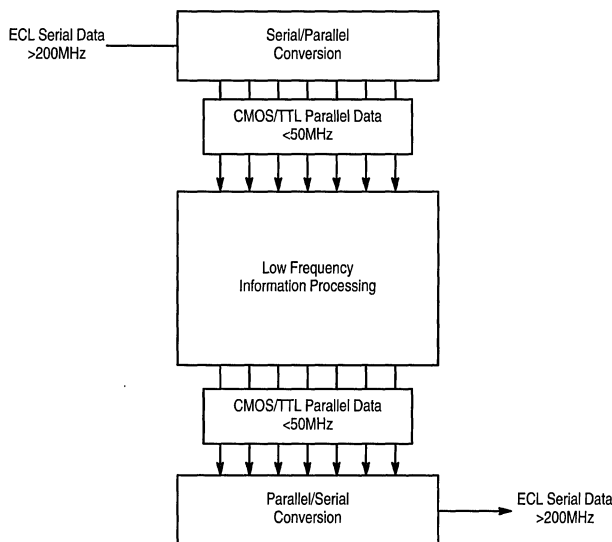 ECL Serial Data
>200MHz
Serial/Parallel
Conversion
CMOS/TTL Parallel Data
<50MHz
Low Frequency
Information Processing
CMOS/TTL Parallel Data
<50MHz
Parallel/Serial
Conversion
ECL Serial Data
>200MHz